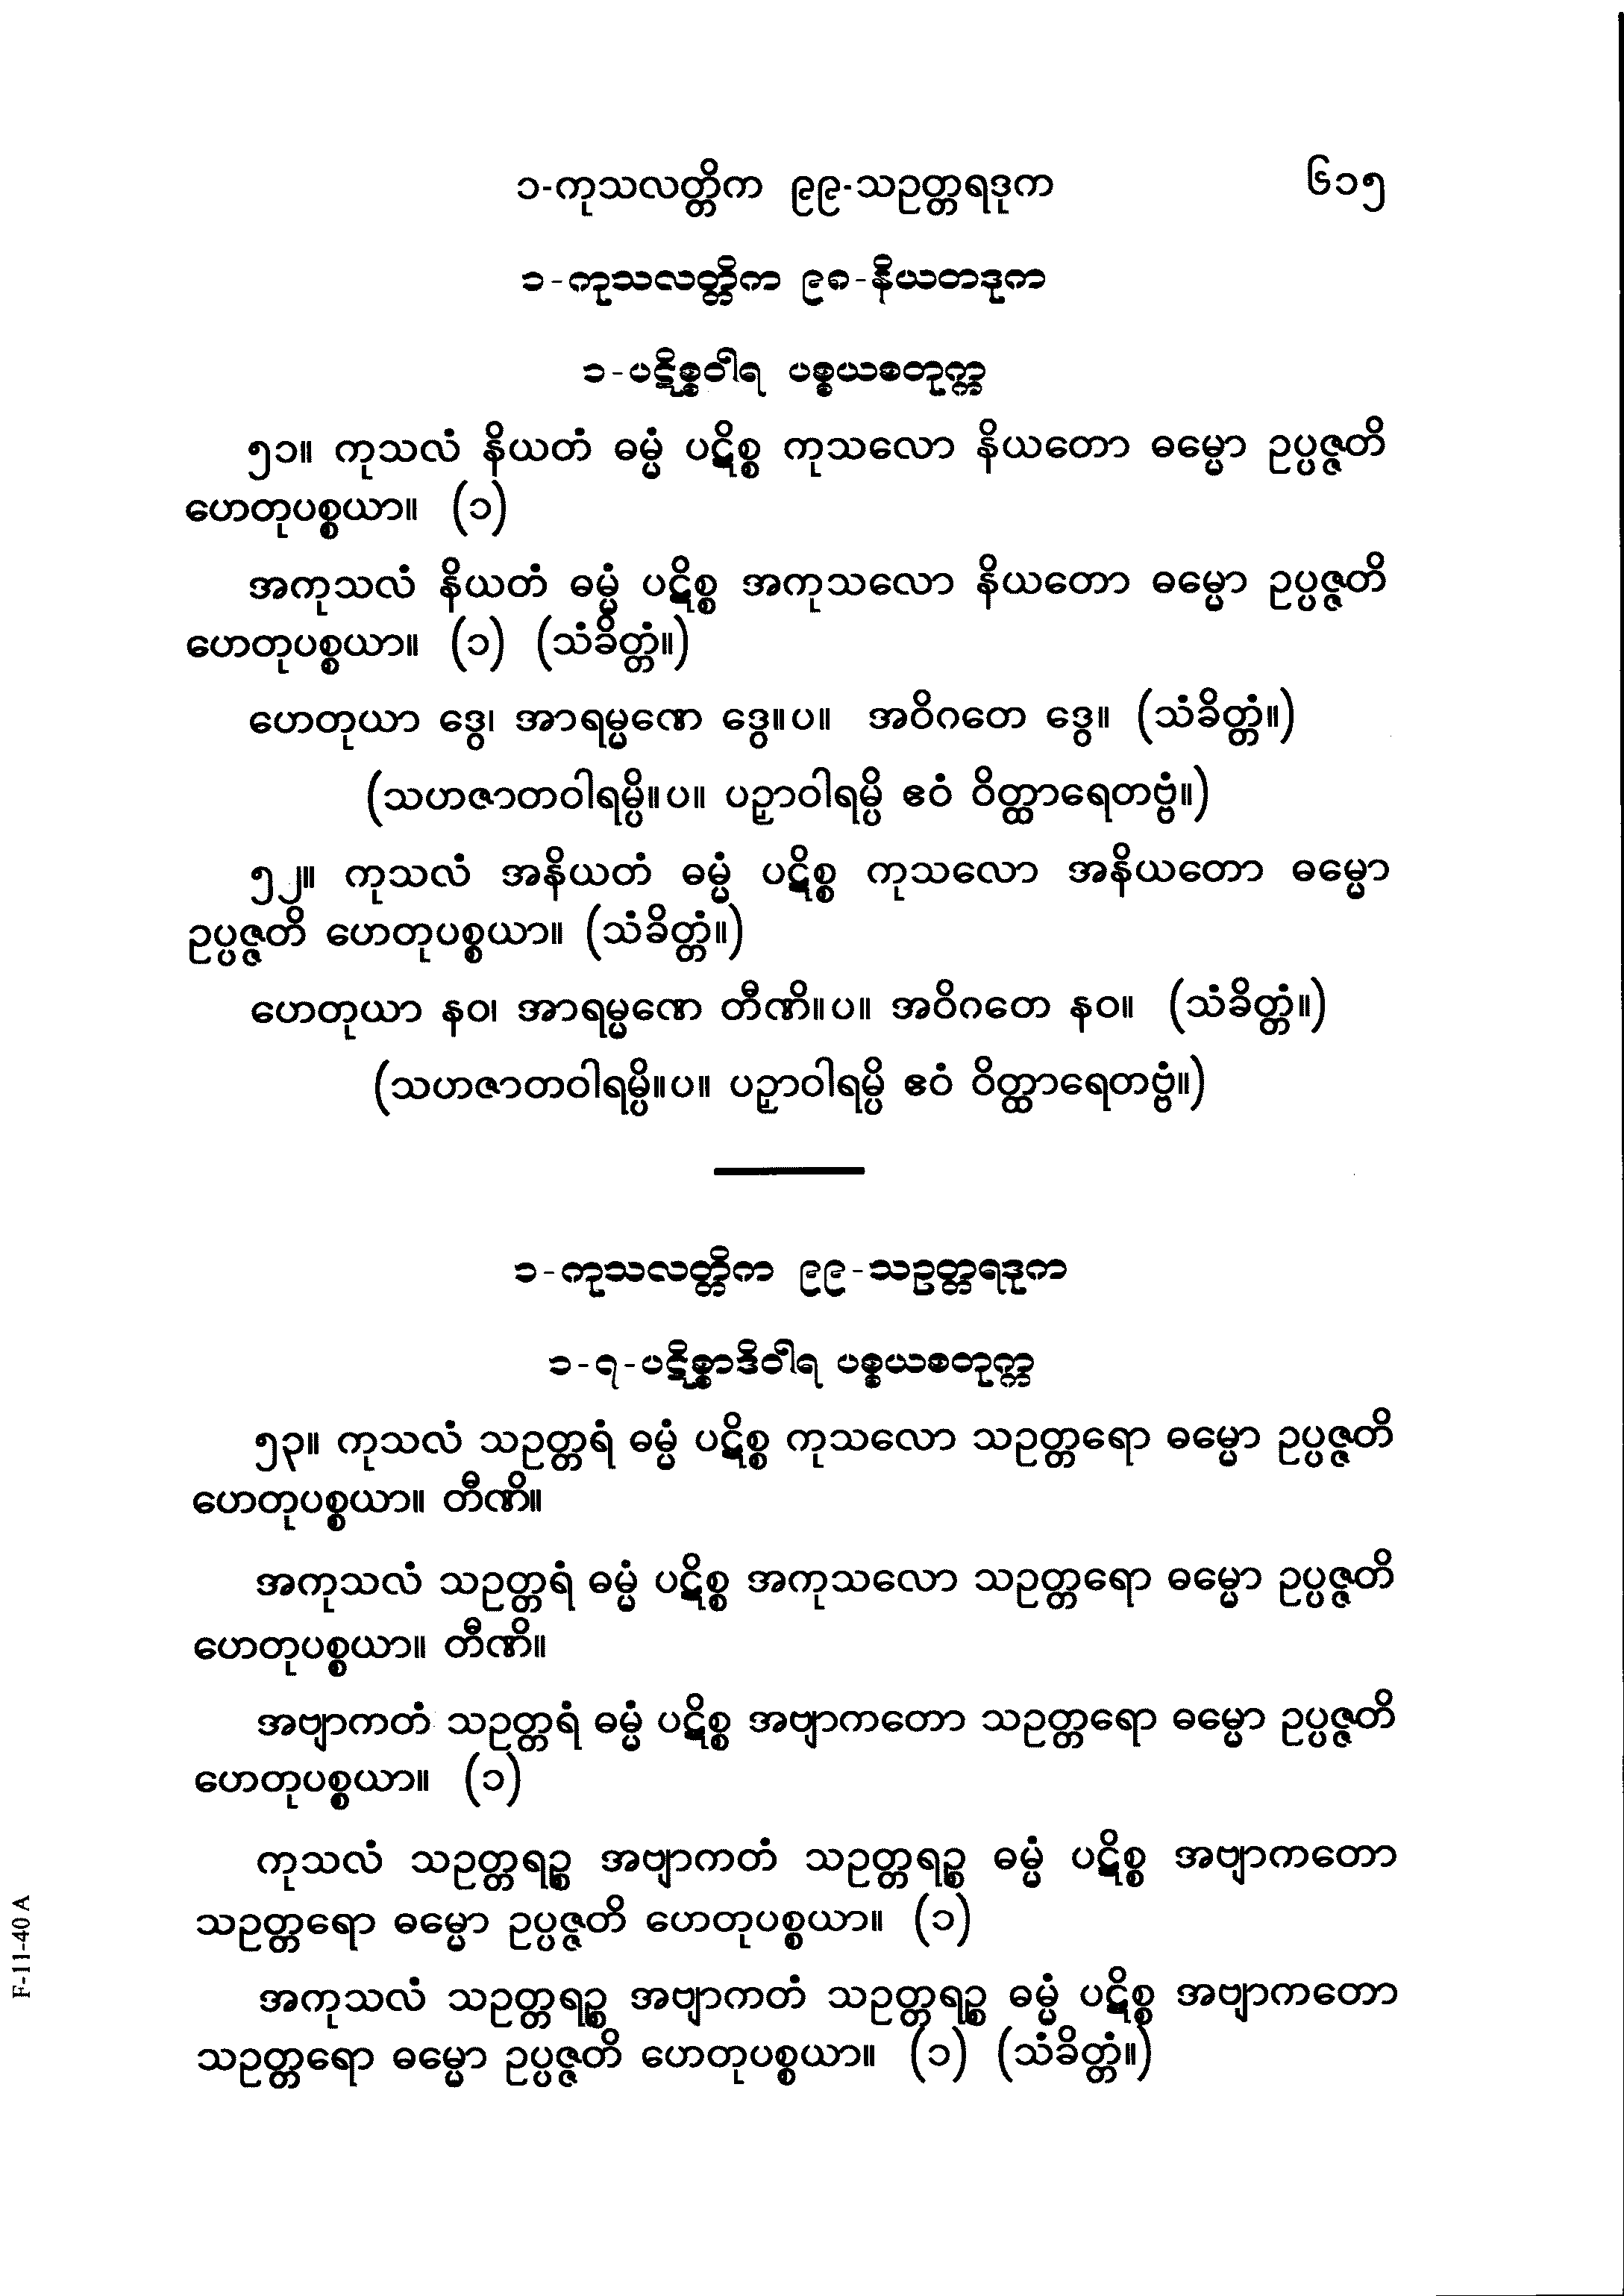 ၁-ကုသလတ္တိက ၉၉-သဥတ္တရဒုက ၆၁၅
၁-ကုသလတ္တိက ၉၈-နိယတဒုက
၁-ပဋိစ္စဝါရ ပစ္စယစတုက္က
၅၁။ ကုသလံ နိယတံ ဓမ္မံ ပဋိစ္စ ကုသလော နိယတော ဓမ္မော ဥပ္ပဇ္ဇတိ
ဟေတုပစ္စယာ။ (၁)
အကုသလံ နိယတံ ဓမ္မံ ပဋိစ္စ အကုသလော နိယတော ဓမ္မော ဥပ္ပဇ္ဇတိ
ဟေတုပစ္စယာ။ (၁) (သံခိတ္တံ။)
ဟေတုယာ ဒွေ၊ အာရမ္မဏေ ဒွေ။ပ။ အဝိဂတေ ဒွေ။ (သံခိတ္တံ။)
(သဟဇာတဝါရမ္ပိ။ပ။ ပဉှာဝါရမ္ပိ ဧဝံ ဝိတ္ထာရေတဗ္ဗံ။)
၅၂။ ကုသလံ အနိယတံ ဓမ္မံ ပဋိစ္စ ကုသလော အနိယတော ဓမ္မော
ဥပ္ပဇ္ဇတိ ဟေတုပစ္စယာ။ (သံခိတ္တံ။)
ဟေတုယာ နဝ၊ အာရမ္မဏေ တီဏိ။ပ။ အဝိဂတေ နဝ။ (သံခိတ္တံ။)
(သဟဇာတဝါရမ္ပိ။ပ။ ပဉှာဝါရမ္ပိ ဧဝံ ဝိတ္ထာရေတဗ္ဗံ။)
၁-ကုသလတ္တိက ၉၉-သဥတ္တရဒုက
၁-၇-ပဋိစ္စာဒိဝါရ ပစ္စယစတုက္က
၅၃။ ကုသလံ သဥတ္တရံ ဓမ္မံ ပဋိစ္စ ကုသလော သဥတ္တရော ဓမ္မော ဥပ္ပဇ္ဇတိ
ဟေတုပစ္စယာ။ တီဏိ။
အကုသလံ သဥတ္တရံ ဓမ္မံ ပဋိစ္စ အကုသလော သဥတ္တရော ဓမ္မော ဥပ္ပဇ္ဇတိ
ဟေတုပစ္စယာ။ တီဏိ။
အဗျာကတံ သဥတ္တရံ ဓမ္မံ ပဋိစ္စ အဗျာကတော သဥတ္တရော ဓမ္မော ဥပ္ပဇ္ဇတိ
ဟေတုပစ္စယာ။ (၁)
ကုသလံ သဥတ္တရဉ္စ အဗျာကတံ သဥတ္တရဉ္စ ဓမ္မံ ပဋိစ္စ အဗျာကတော
သဥတ္တရော ဓမ္မော ဥပ္ပဇ္ဇတိ ဟေတုပစ္စယာ။ (၁)
အကုသလံ သဥတ္တရဉ္စ အဗျာကတံ သဥတ္တရဉ္စ ဓမ္မံ ပဋိစ္စ အဗျာကတော
သဥတ္တရော ဓမ္မော ဥပ္ပဇ္ဇတိ ဟေတုပစ္စယာ။ (၁) (သံခိတ္တံ။)
F-11-40 A